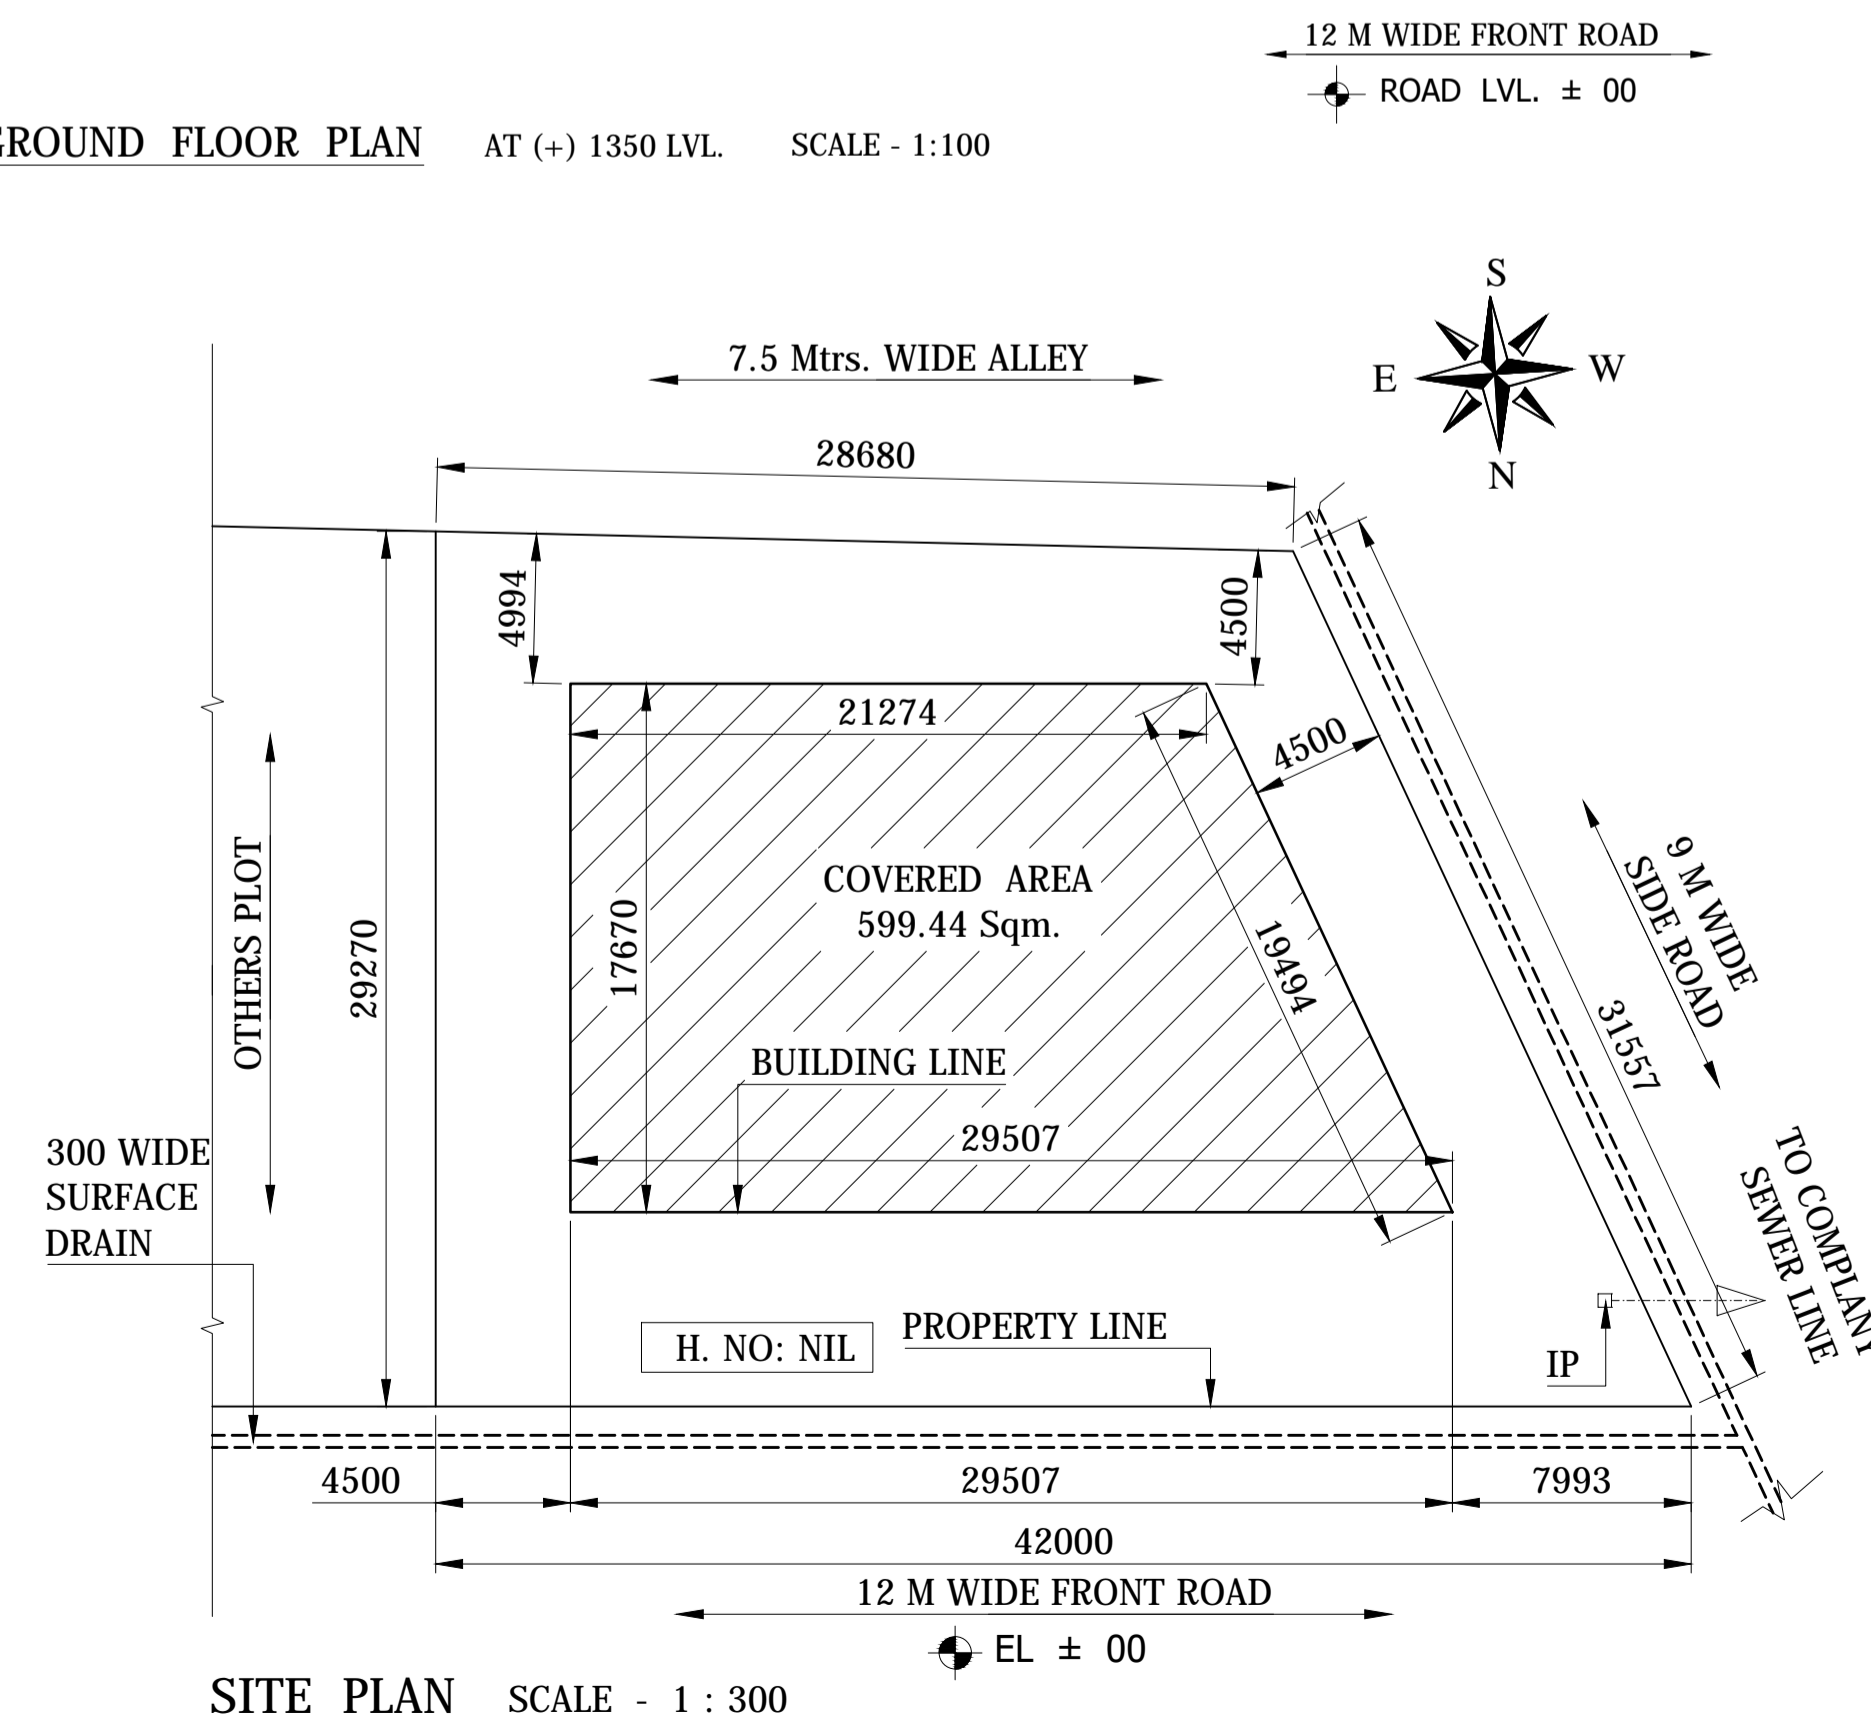 12 M WIDE FRONT ROAD
ROAD LVL. ± 00
GROUND FLOOR PLAN AT (+) 1350 LVL. SCALE - 1:100
S
E
W
N
7.5 Mtrs. WIDE ALLEY
28680
4994
4500
21274
4500
COVERED AREA
599.44 Sqm.
17670
19494
29270
OTHERS PLOT
BUILDING LINE
29507
9 M WIDE
SIDE ROAD
31557
TO COMPLANY
SEWER LINE
300 WIDE
SURFACE
DRAIN
H. NO: NIL
PROPERTY LINE
IP
4500
29507
7993
42000
12 M WIDE FRONT ROAD
EL ± 00
SITE PLAN SCALE - 1 : 300